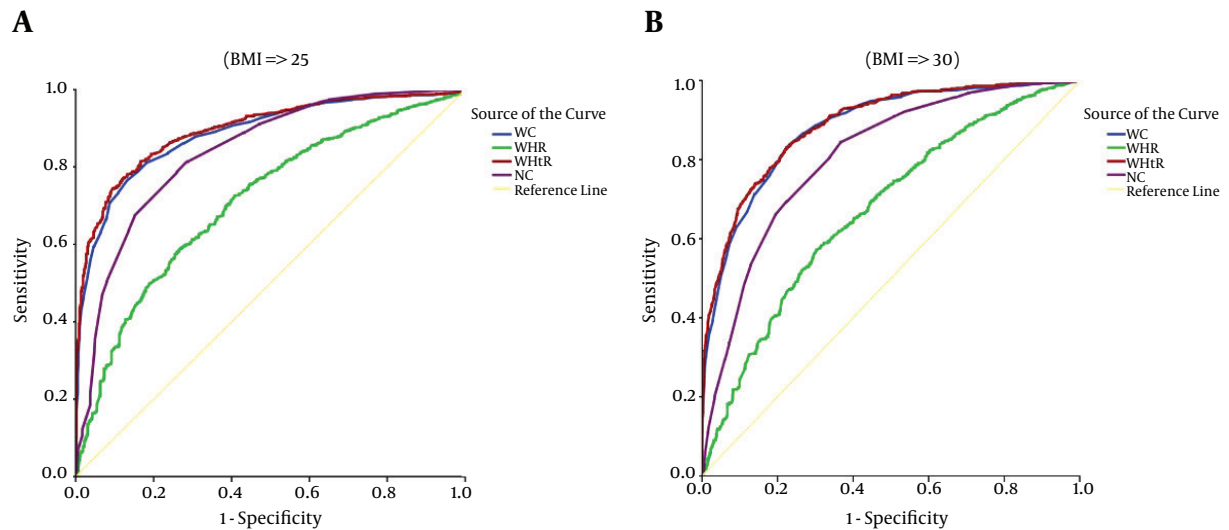 A
(BMI => 25
1.0
0.8
0.6
0.4
0.2
0.0
Sensitivity
0.0 0.2 0.4 0.6 0.8 1.0
1 - Specificity
Source of the Curve
WC
WHR
WHtR
NC
Reference Line
B
(BMI => 30)
1.0
0.8
0.6
0.4
0.2
0.0
Sensitivity
0.0 0.2 0.4 0.6 0.8 1.0
1 - Specificity
Source of the Curve
WC
WHR
WHtR
NC
Reference Line